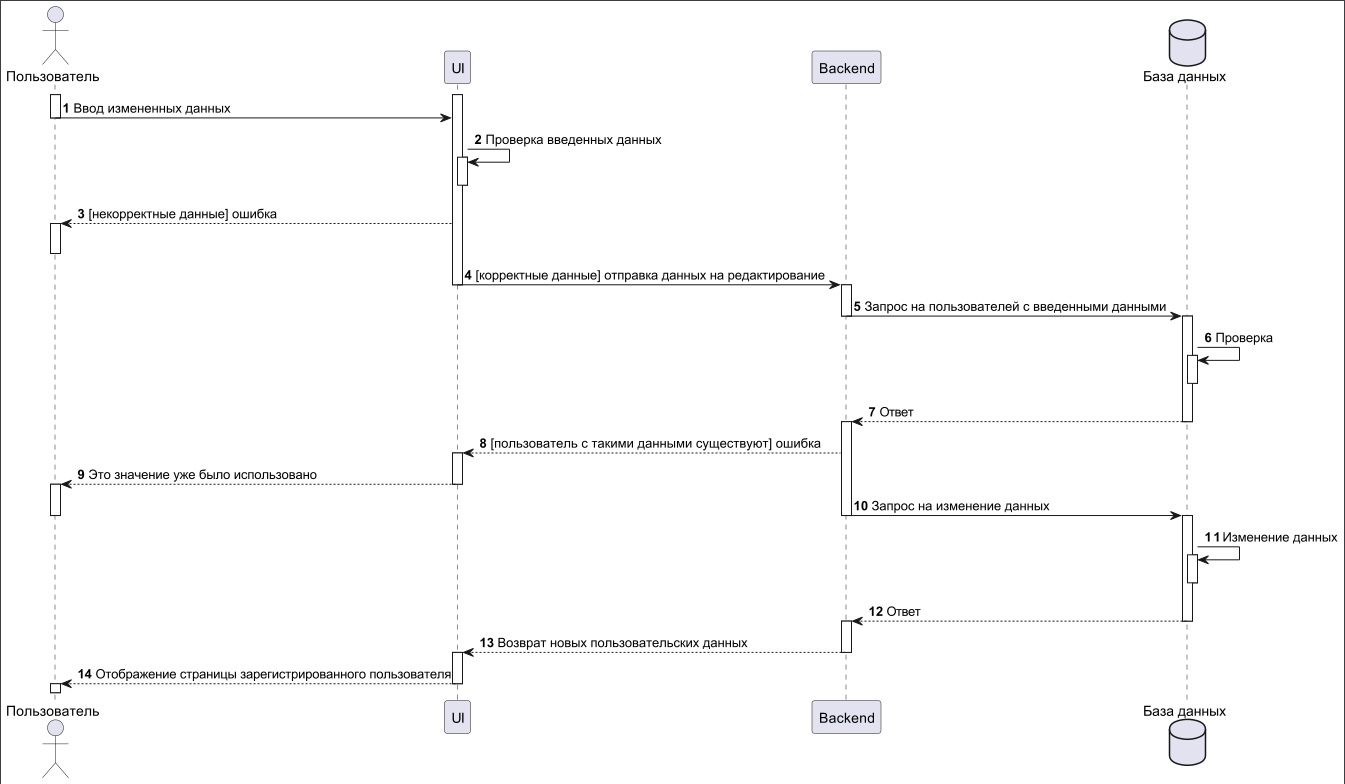 Пользователь
UI
Backend
База данных
1 Ввод измененных данных
2 Проверка введенных данных
3 [некорректные данные] ошибка
4 [корректные данные] отправка данных на редактирование
5 Запрос на пользователей с введенными данными
6 Проверка
7 Ответ
8 [пользователь с такими данными существуют] ошибка
9 Это значение уже было использовано
10 Запрос на изменение данных
11 Изменение данных
12 Ответ
13 Возврат новых пользовательских данных
14 Отображение страницы зарегистрированного пользователя
Пользователь
UI
Backend
База данных